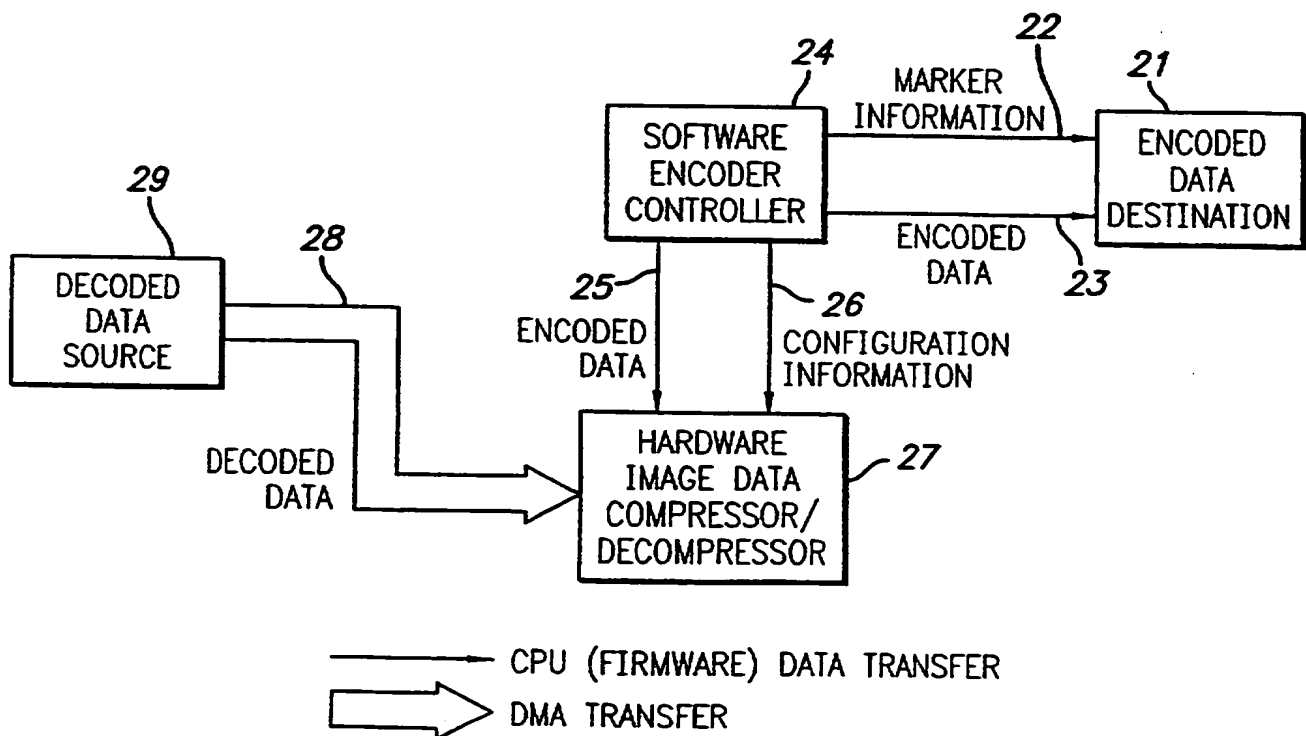 22
24
21
MARKER
INFORMATION
SOFTWARE
ENCODER
CONTROLLER
ENCODED
DATA
DESTINATION
29
28
ENCODED
DATA
23
DECODED
DATA
SOURCE
25
26
ENCODED
DATA
CONFIGURATION
INFORMATION
DECODED
DATA
HARDWARE
IMAGE DATA
COMPRESSOR/
DECOMPRESSOR
27
CPU (FIRMWARE) DATA TRANSFER
DMA TRANSFER